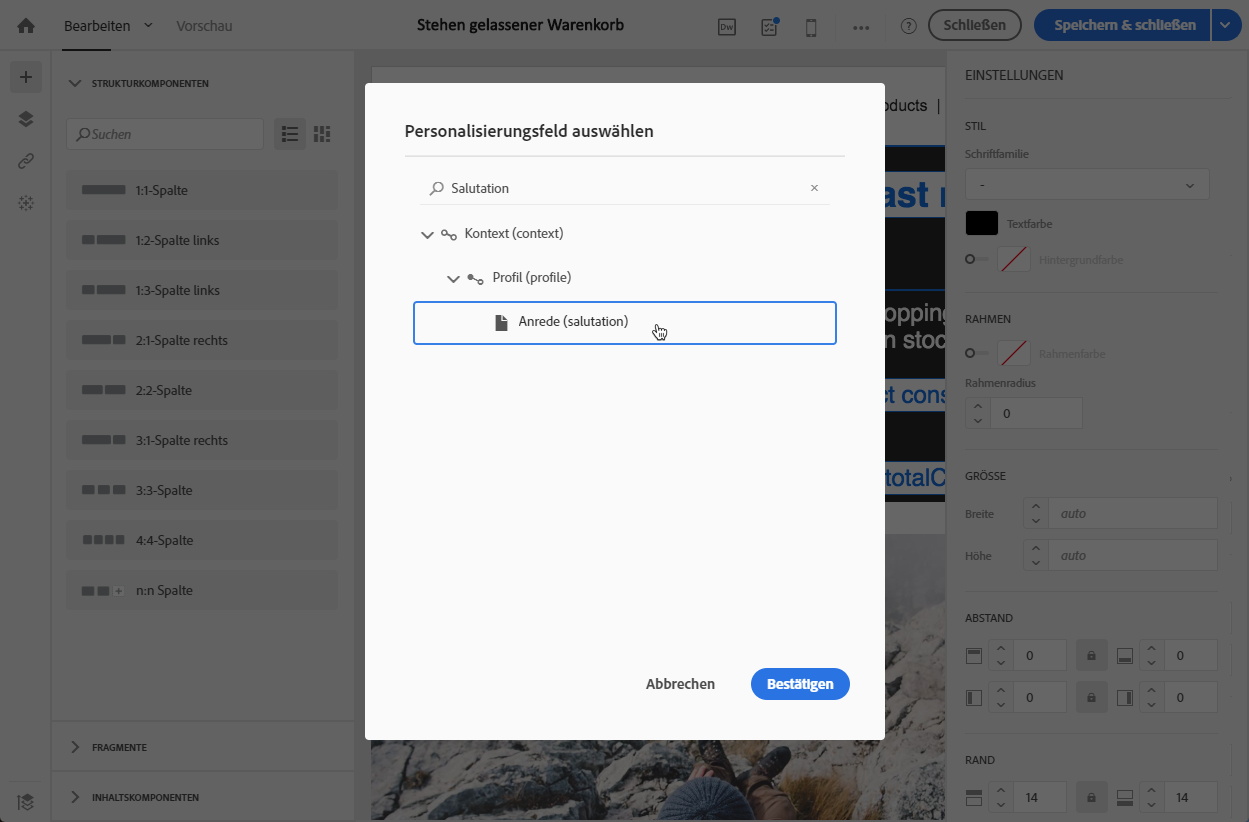 Bearbeiten
Vorschau
Stehen gelassener Warenkorb
Dw
?
Schließen
Speichern & schließen
STRUKTURKOMPONENTEN
Suchen
1:1-Spalte
1:2-Spalte links
1:3-Spalte links
2:1-Spalte rechts
2:2-Spalte
3:1-Spalte rechts
3:3-Spalte
4:4-Spalte
n:n Spalte
FRAGMENTE
INHALTSKOMPONENTEN
Personalisierungsfeld auswählen
Salutation
Kontext (context)
Profil (profile)
Anrede (salutation)
Abbrechen
Bestätigen
oducts |
ast
opping
n stoc
ct cons
totalC
EINSTELLUNGEN
STIL
Schriftfamilie
-
Textfarbe
Hintergrundfarbe
RAHMEN
Rahmenfarbe
Rahmenradius
0
GRÖSSE
Breite
auto
Höhe
auto
ABSTAND
0
0
0
0
RAND
14
14